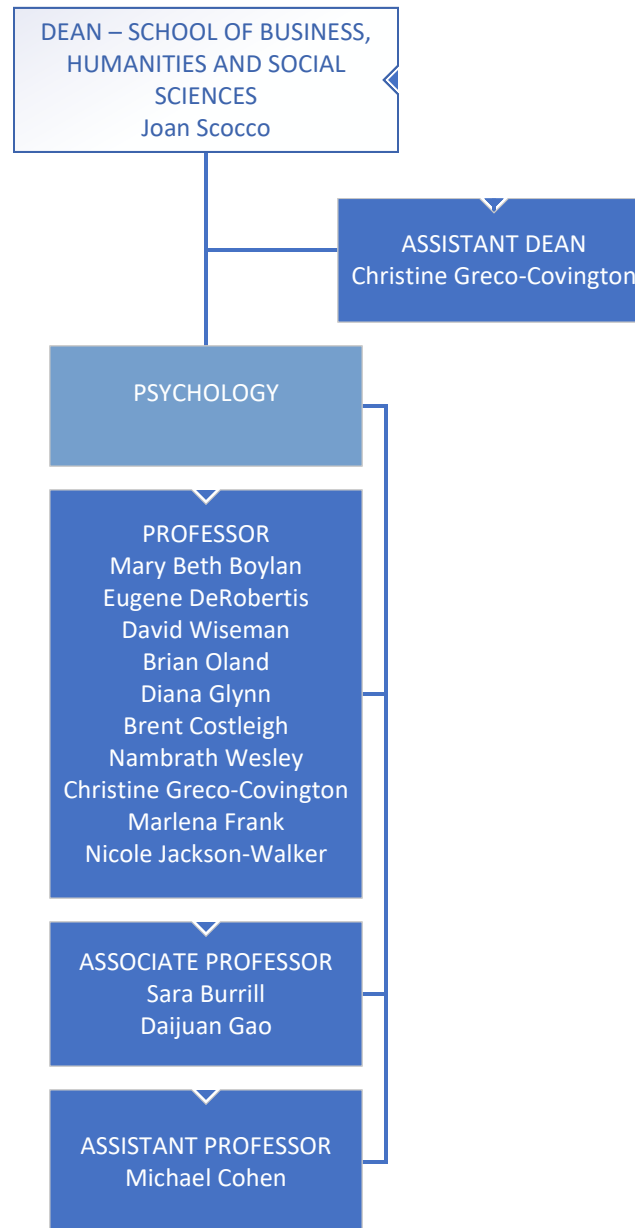 DEAN – SCHOOL OF BUSINESS,
HUMANITIES AND SOCIAL
SCIENCES
Joan Scocco
ASSISTANT DEAN
Christine Greco-Covington
PSYCHOLOGY
PROFESSOR
Mary Beth Boylan
Eugene DeRobertis
David Wiseman
Brian Oland
Diana Glynn
Brent Costleigh
Nambrath Wesley
Christine Greco-Covington
Marlena Frank
Nicole Jackson-Walker
ASSOCIATE PROFESSOR
Sara Burrill
Daijuan Gao
ASSISTANT PROFESSOR
Michael Cohen